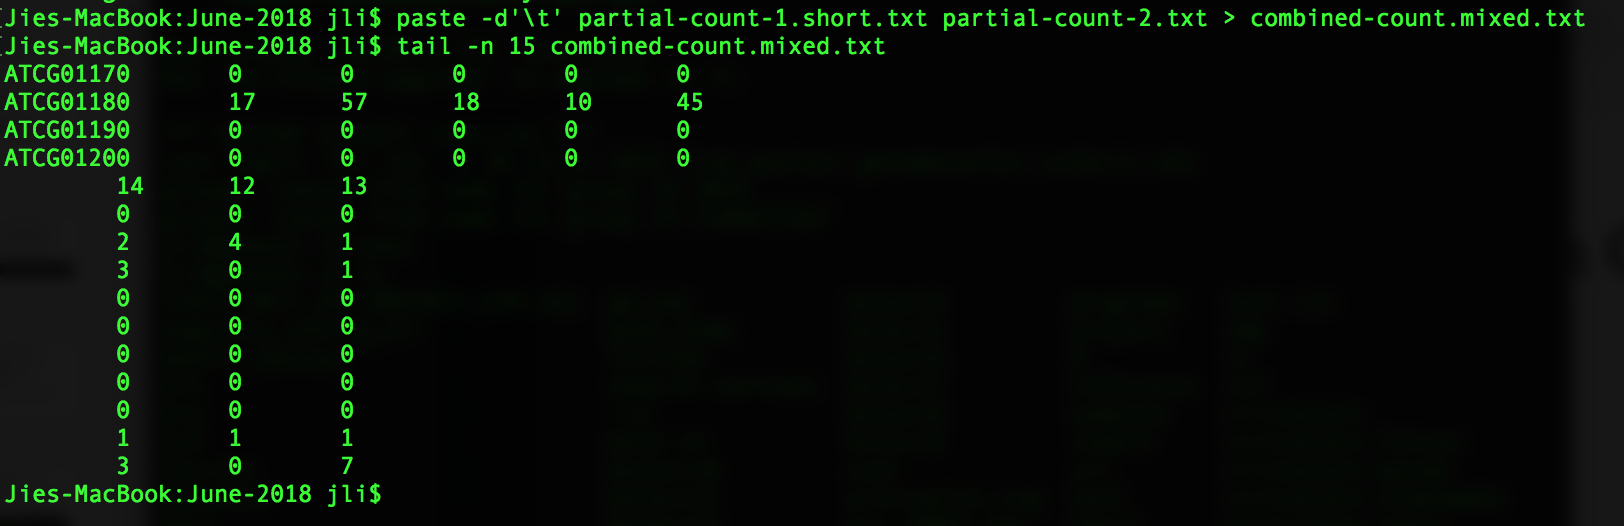 [Jies-MacBook:June-2018 jli$ paste -d'\t' partial-count-1.short.txt partial-count-2.txt > combined-count.mixed.txt
[Jies-MacBook:June-2018 jli$ tail -n 15 combined-count.mixed.txt
ATCG01170	0	0	0	0	0
ATCG01180	17	57	18	10	45
ATCG01190	0	0	0	0	0
ATCG01200	0	0	0	0	0
	14	12	13
	0	0	0
	2	4	1
	3	0	1
	0	0	0
	0	0	0
	0	0	0
	0	0	0
	0	0	0
	1	1	1
	3	0	7
Jies-MacBook:June-2018 jli$